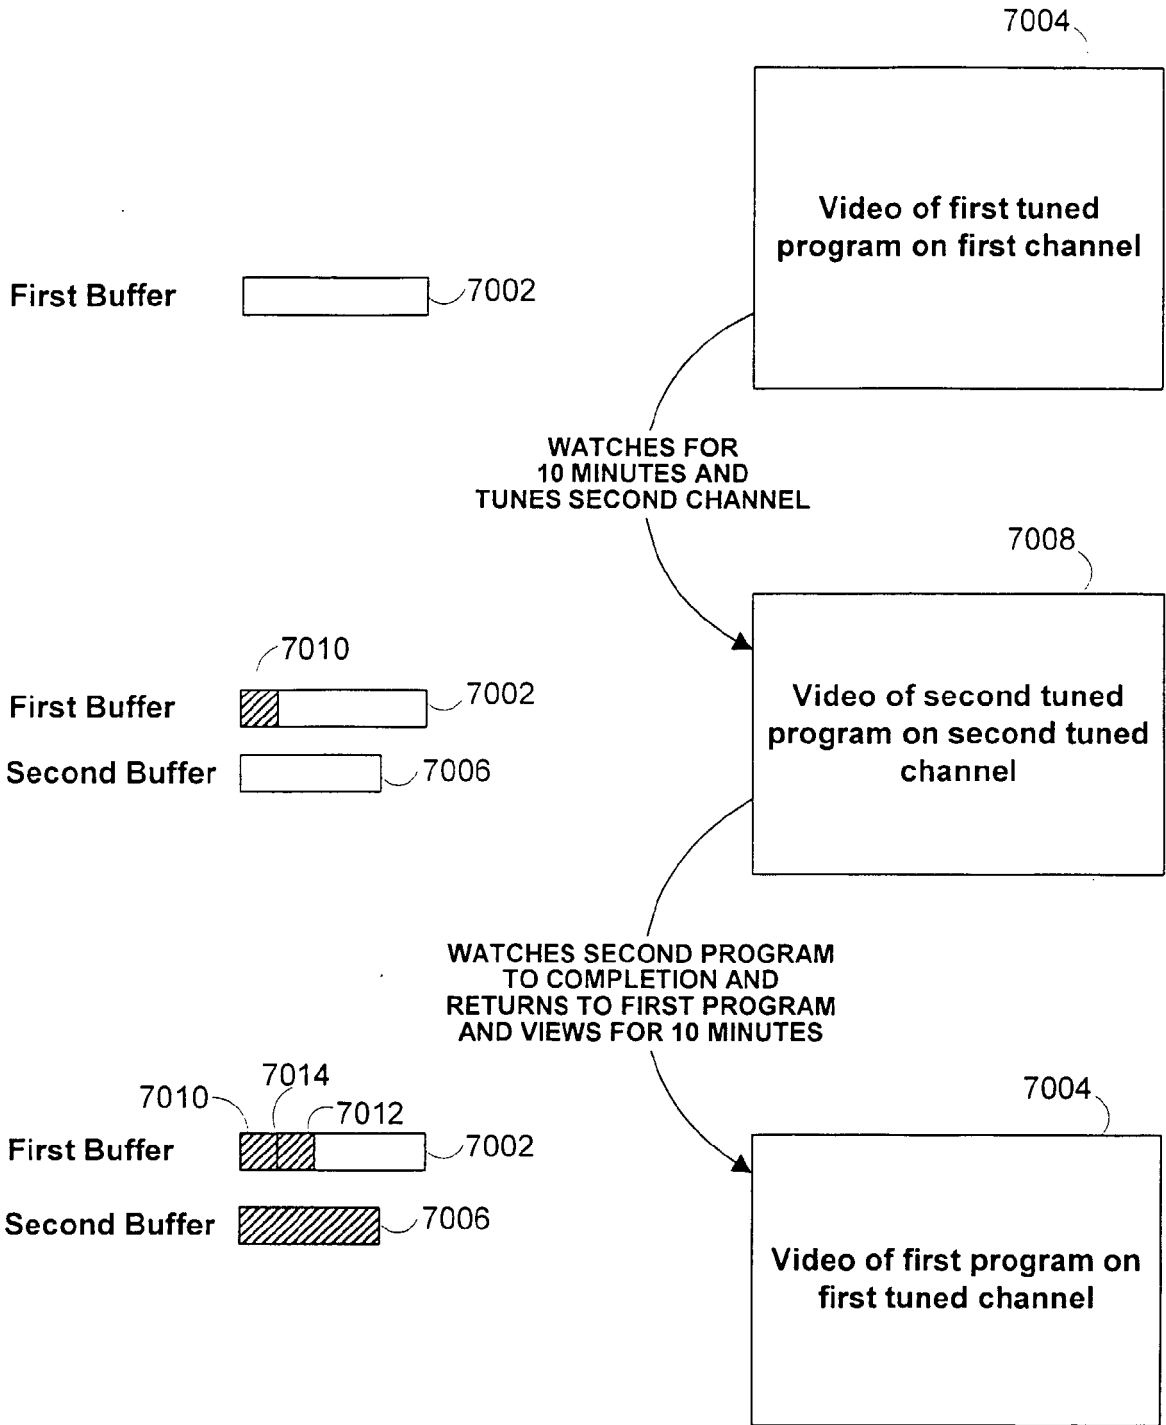 7004
Video of first tuned
program on first channel
First Buffer
7002
WATCHES FOR
10 MINUTES AND
TUNES SECOND CHANNEL
7008
7010
First Buffer
7002
Second Buffer
7006
Video of second tuned
program on second tuned
channel
WATCHES SECOND PROGRAM
TO COMPLETION AND
RETURNS TO FIRST PROGRAM
AND VIEWS FOR 10 MINUTES
7014
7010
7012
7004
First Buffer
7002
Second Buffer
7006
Video of first program on
first tuned channel